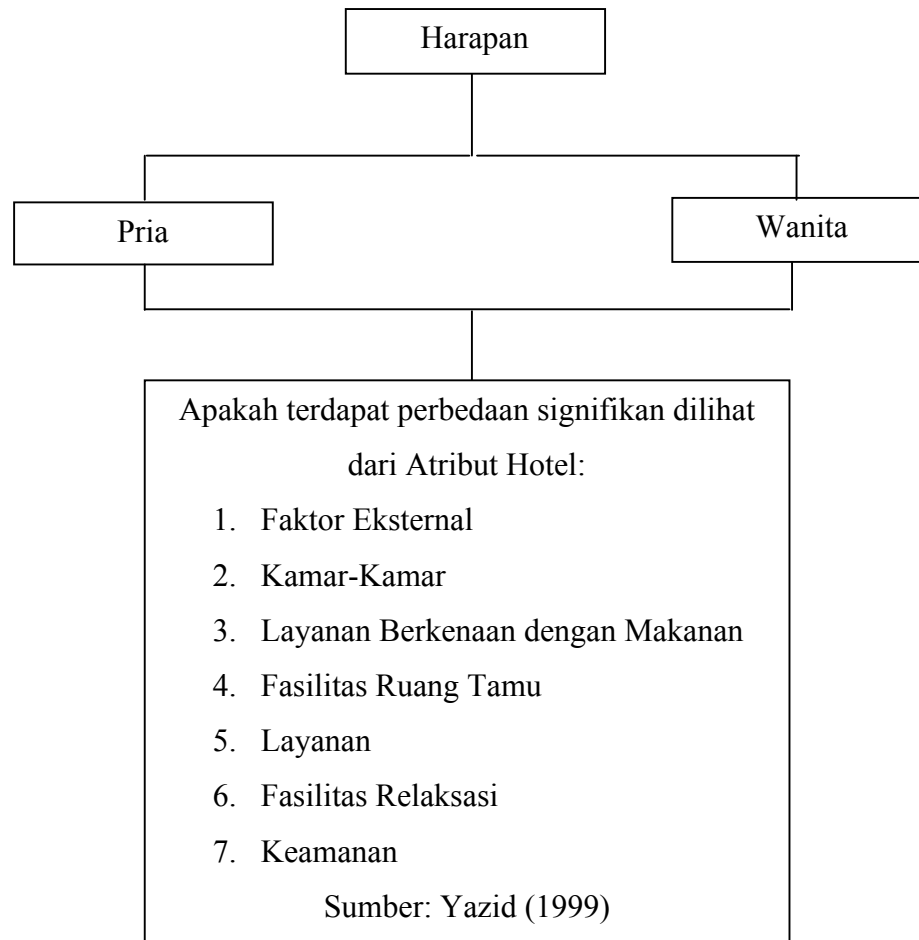 Harapan
Pria
Wanita
Apakah terdapat perbedaan signifikan dilihat
dari Atribut Hotel:
1. Faktor Eksternal
2. Kamar-Kamar
3. Layanan Berkenaan dengan Makanan
4. Fasilitas Ruang Tamu
5. Layanan
6. Fasilitas Relaksasi
7. Keamanan
Sumber: Yazid (1999)